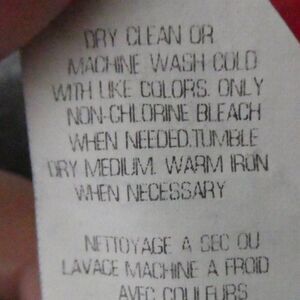 DRY CLEAN OR
MACHINE WASH COLD
WITH LIKE COLORS. ONLY
NON-CHLORINE BLEACH
WHEN NEEDED.TUMBLE
DRY MEDIUM. WARM IRON
WHEN NECESSARY
NETTOYAGE A SEC OU
LAVAGE MACHINE A FROID
AVEC COULEURS